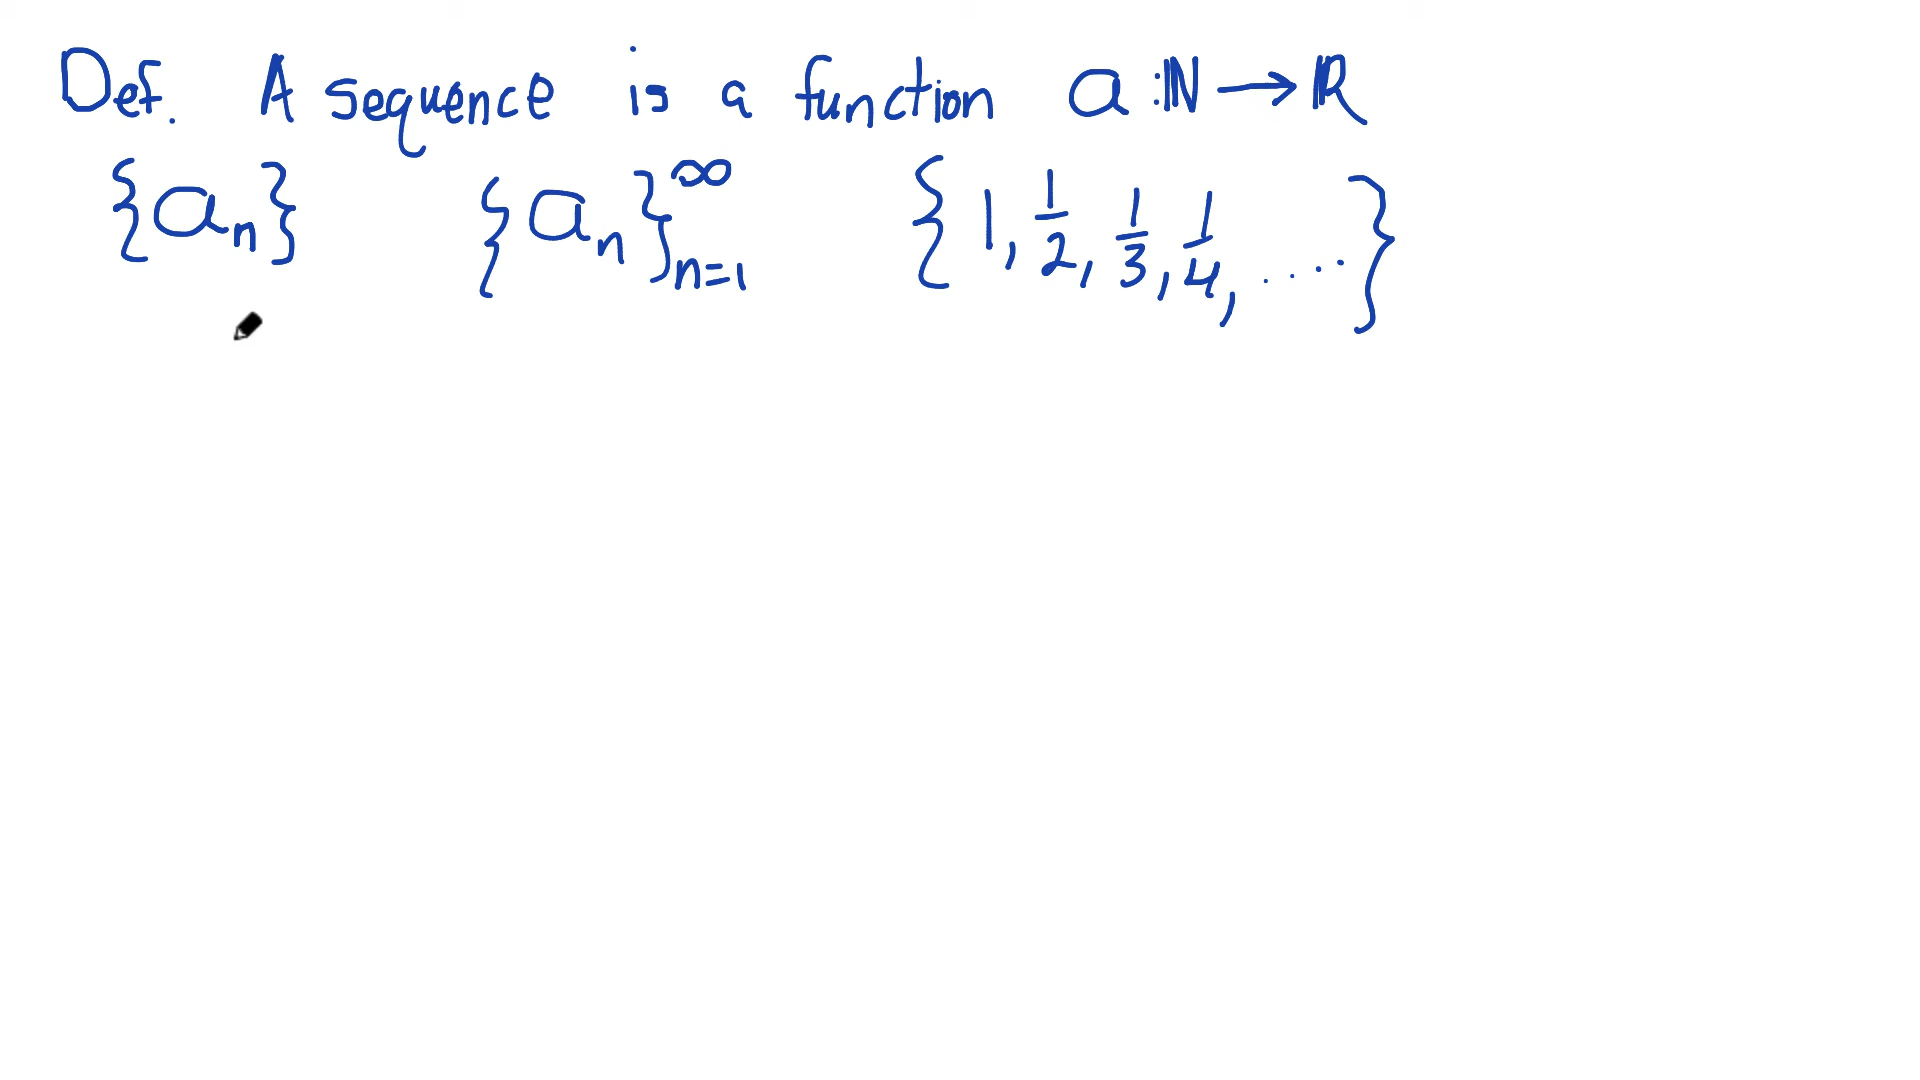 Def. A sequence is a function a : ℕ → ℝ
{aₙ} {aₙ}ₙ₌₁^∞ {1, 1/2, 1/3, 1/4, ....}